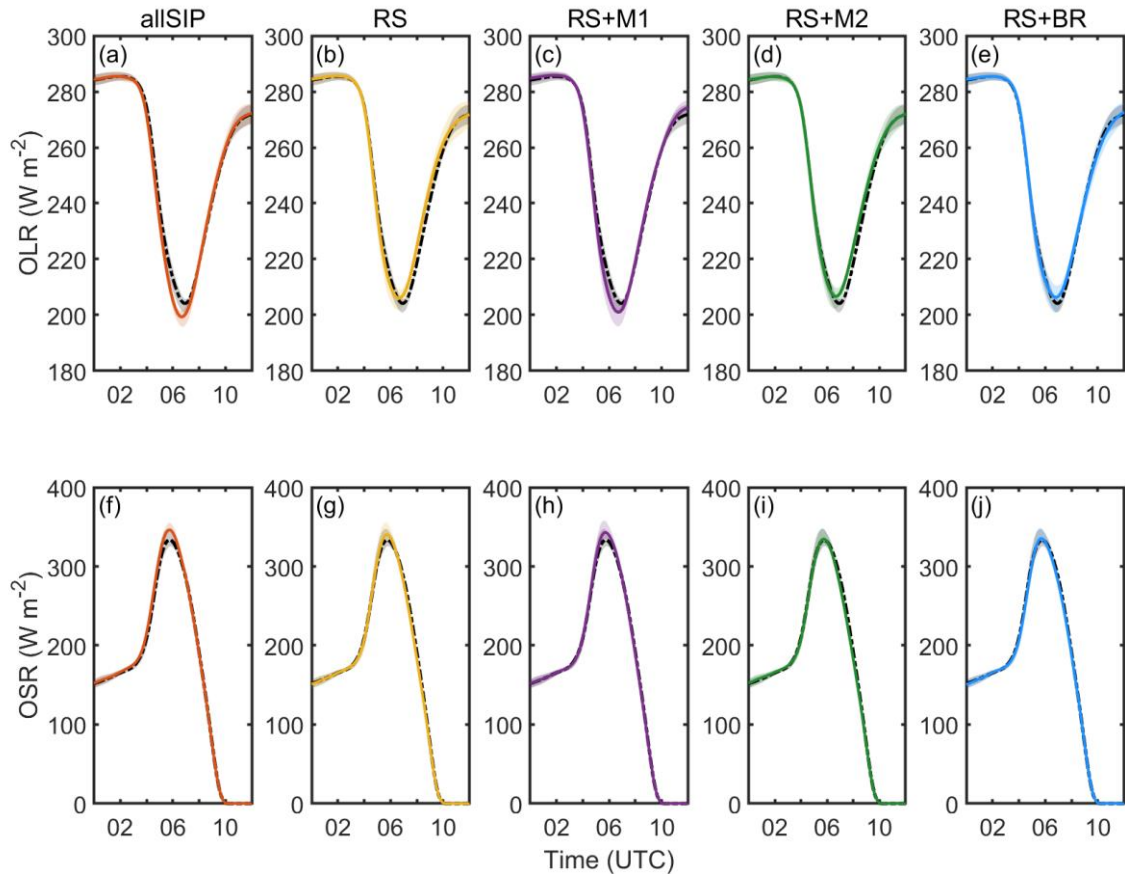 allSIP RS RS+M1 RS+M2 RS+BR
(a) (b) (c) (d) (e)
300 300 300 300 300
280 280 280 280 280
260 260 260 260 260
240 240 240 240 240
220 220 220 220 220
200 200 200 200 200
180 180 180 180 180
OLR (W m-2)
02 06 10 02 06 10 02 06 10 02 06 10 02 06 10
(f) (g) (h) (i) (j)
400 400 400 400 400
300 300 300 300 300
200 200 200 200 200
100 100 100 100 100
0 0 0 0 0
OSR (W m-2)
02 06 10 02 06 10 02 06 10 02 06 10 02 06 10
Time (UTC)